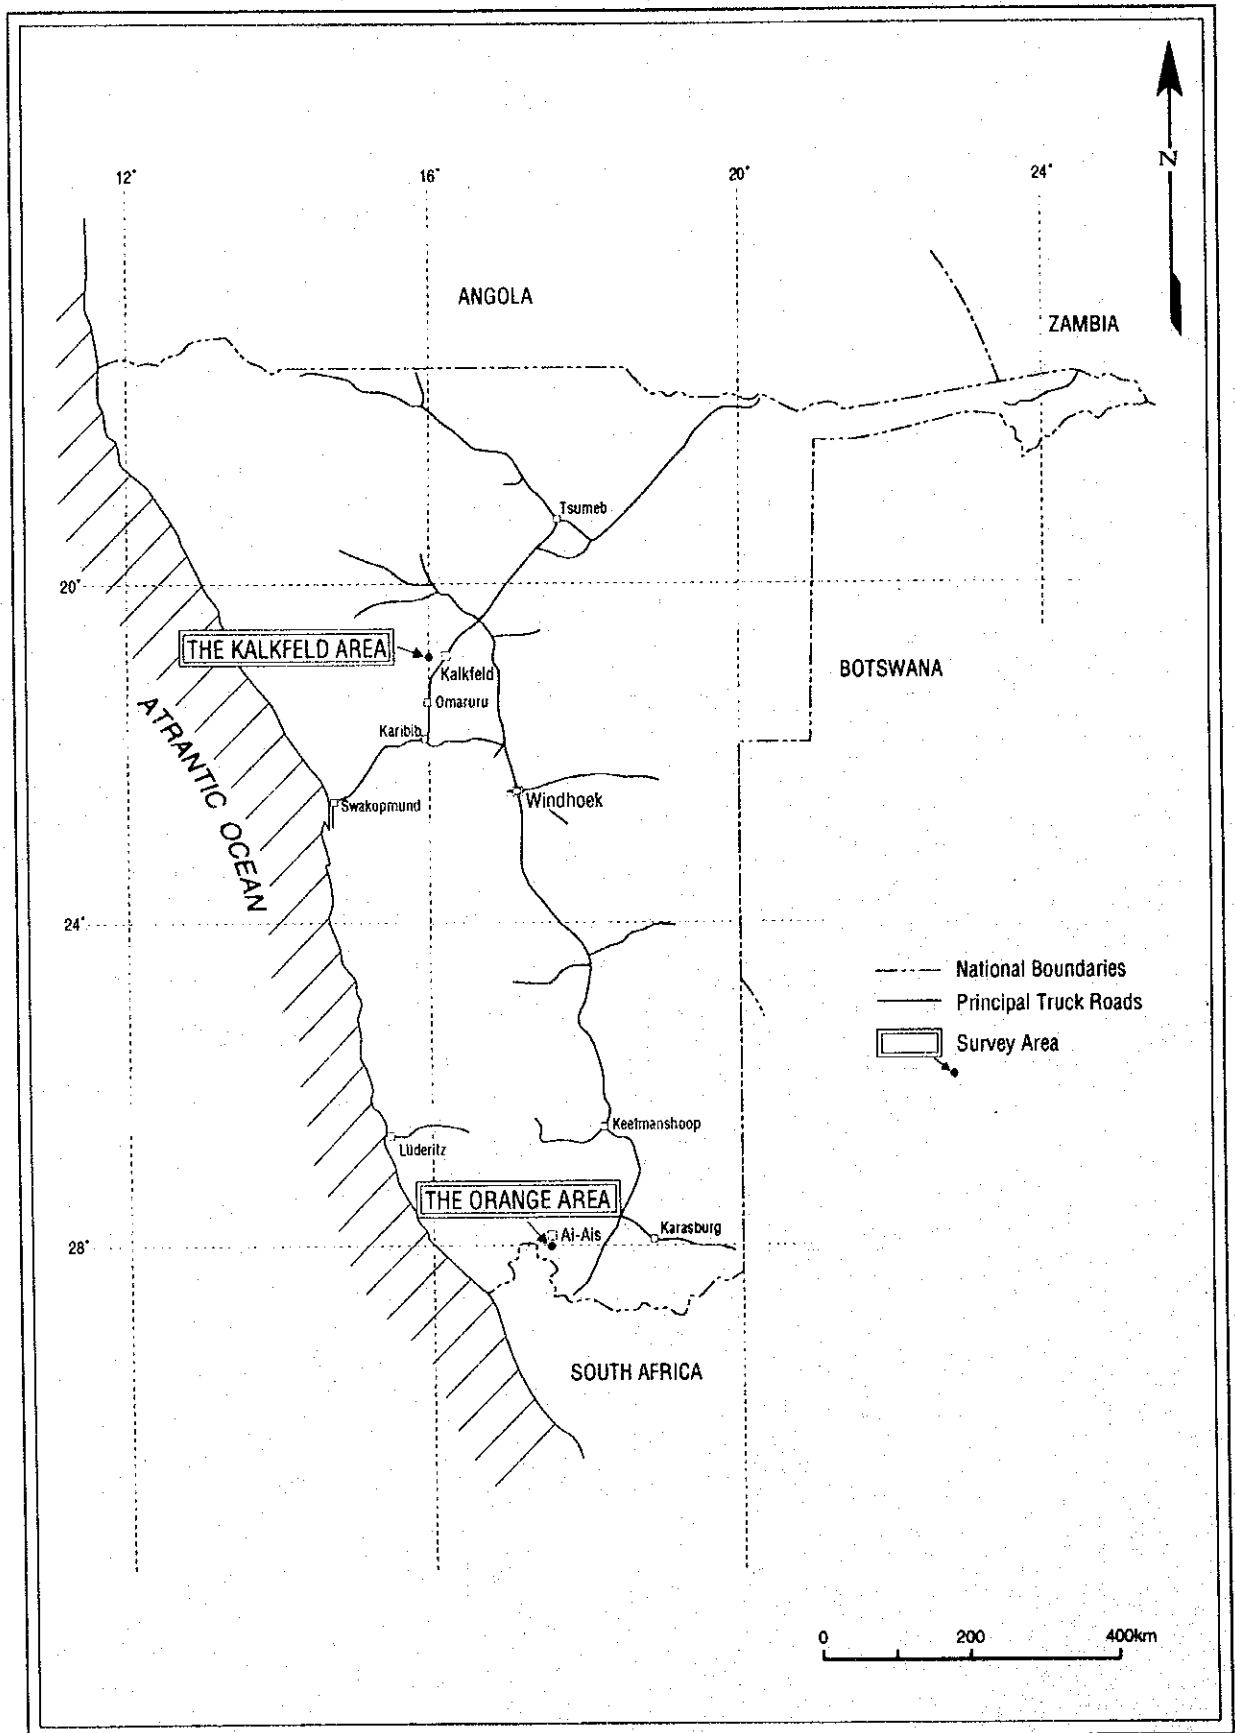 N
12°
16°
20°
24°
ANGOLA
ZAMBIA
Tsumeb
20°
THE KALKFELD AREA
Kalkfeld
BOTSWANA
Omaruru
Karibib
ATRANTIC OCEAN
Swakopmund
Windhoek
24°
National Boundaries
Principal Truck Roads
Survey Area
Keetmanshoop
Lüderitz
THE ORANGE AREA
Ai-Ais
Karasburg
28°
SOUTH AFRICA
0
200
400km